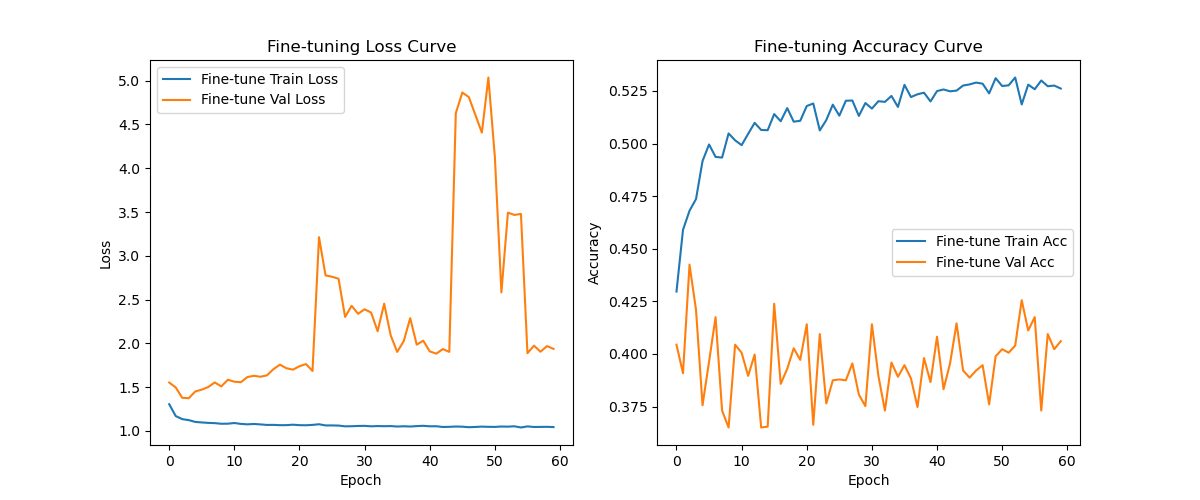 Fine-tuning Loss Curve
Fine-tune Train Loss
Fine-tune Val Loss
5.0
4.5
4.0
3.5
3.0
2.5
2.0
1.5
1.0
Loss
0 10 20 30 40 50 60
Epoch
Fine-tuning Accuracy Curve
0.525
0.500
0.475
0.450
0.425
0.400
0.375
Accuracy
Fine-tune Train Acc
Fine-tune Val Acc
0 10 20 30 40 50 60
Epoch